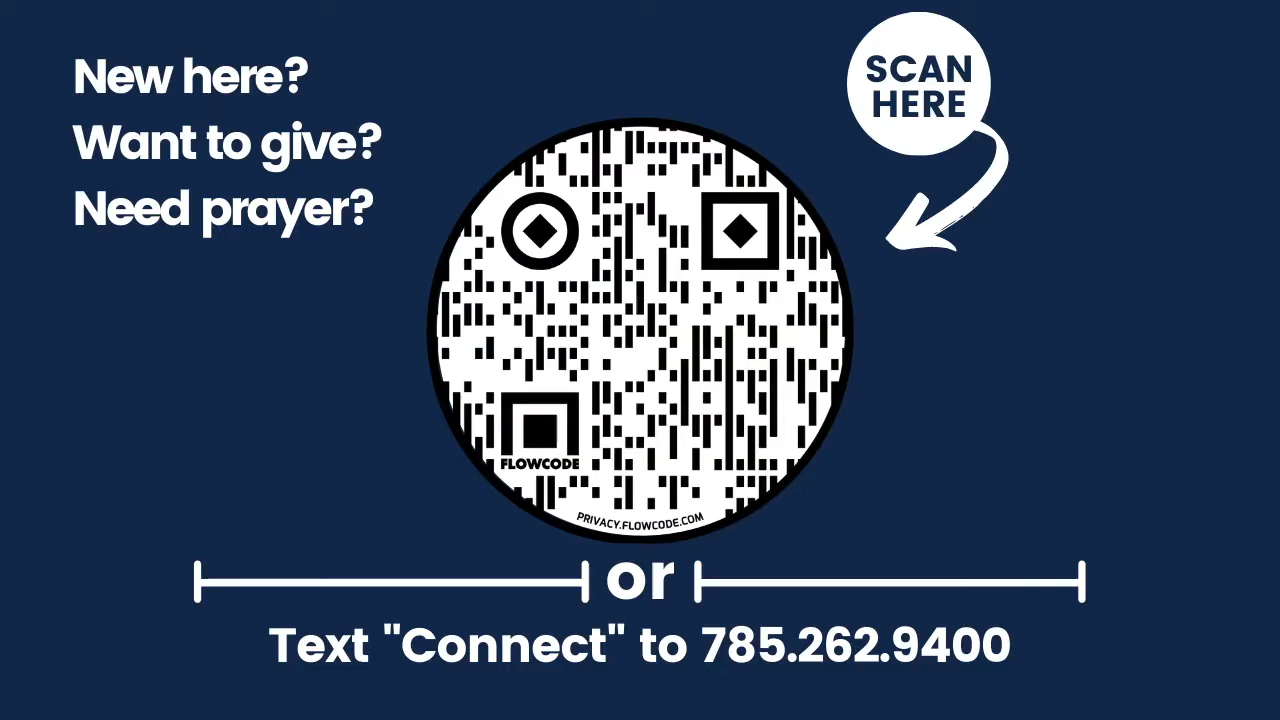 New here?
Want to give?
Need prayer?
SCAN
HERE
FLOWCODE
PRIVACY.FLOWCODE.COM
or
Text "Connect" to 785.262.9400